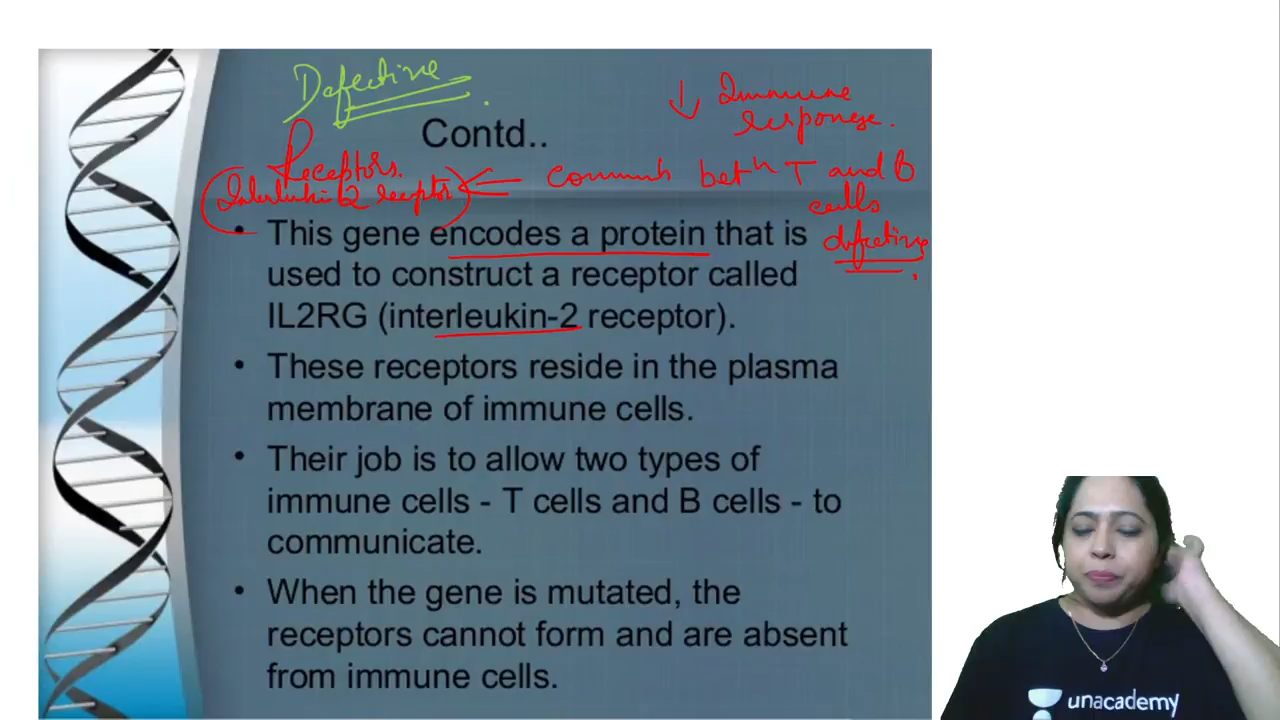 Defective
↓ Immune
response.
Contd..
Receptors.
Interlukin 2 receptor ← commun betn T and B
cells
defective
• This gene encodes a protein that is
used to construct a receptor called
IL2RG (interleukin-2 receptor).
• These receptors reside in the plasma
membrane of immune cells.
• Their job is to allow two types of
immune cells - T cells and B cells - to
communicate.
• When the gene is mutated, the
receptors cannot form and are absent
from immune cells.
unacademy